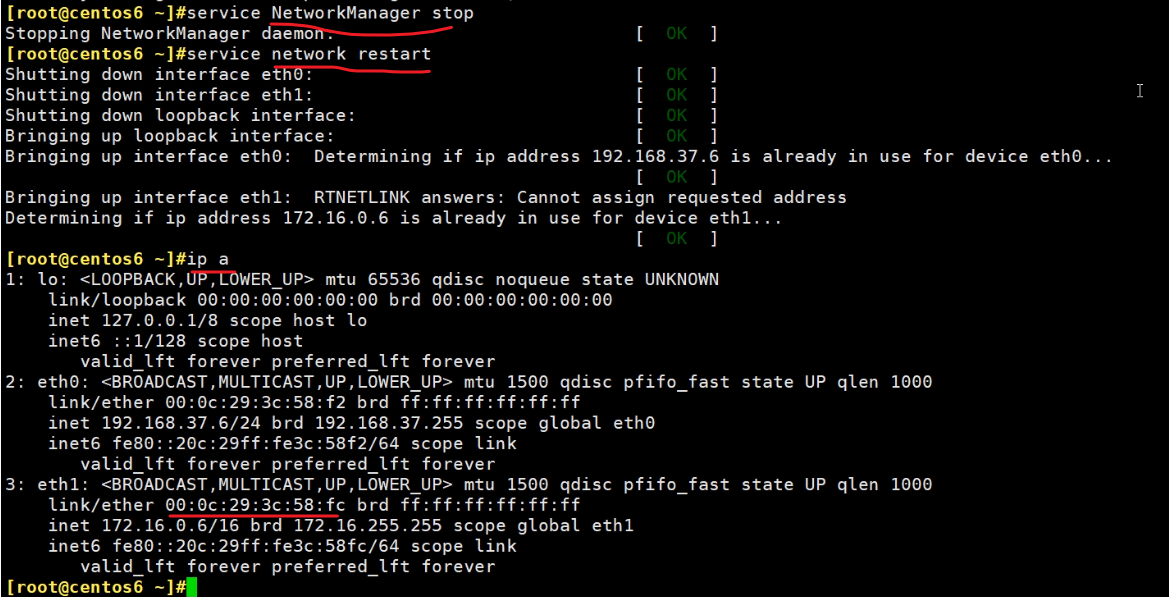 [root@centos6 ~]#service NetworkManager stop
Stopping NetworkManager daemon: [ OK ]
[root@centos6 ~]#service network restart
Shutting down interface eth0: [ OK ]
Shutting down interface eth1: [ OK ]
Shutting down loopback interface: [ OK ]
Bringing up loopback interface: [ OK ]
Bringing up interface eth0: Determining if ip address 192.168.37.6 is already in use for device eth0...
[ OK ]
Bringing up interface eth1: RTNETLINK answers: Cannot assign requested address
Determining if ip address 172.16.0.6 is already in use for device eth1...
[ OK ]
[root@centos6 ~]#ip a
1: lo: <LOOPBACK,UP,LOWER_UP> mtu 65536 qdisc noqueue state UNKNOWN
link/loopback 00:00:00:00:00:00 brd 00:00:00:00:00:00
inet 127.0.0.1/8 scope host lo
inet6 ::1/128 scope host
valid_lft forever preferred_lft forever
2: eth0: <BROADCAST,MULTICAST,UP,LOWER_UP> mtu 1500 qdisc pfifo_fast state UP qlen 1000
link/ether 00:0c:29:3c:58:f2 brd ff:ff:ff:ff:ff:ff
inet 192.168.37.6/24 brd 192.168.37.255 scope global eth0
inet6 fe80::20c:29ff:fe3c:58f2/64 scope link
valid_lft forever preferred_lft forever
3: eth1: <BROADCAST,MULTICAST,UP,LOWER_UP> mtu 1500 qdisc pfifo_fast state UP qlen 1000
link/ether 00:0c:29:3c:58:fc brd ff:ff:ff:ff:ff:ff
inet 172.16.0.6/16 brd 172.16.255.255 scope global eth1
inet6 fe80::20c:29ff:fe3c:58fc/64 scope link
valid_lft forever preferred_lft forever
[root@centos6 ~]#